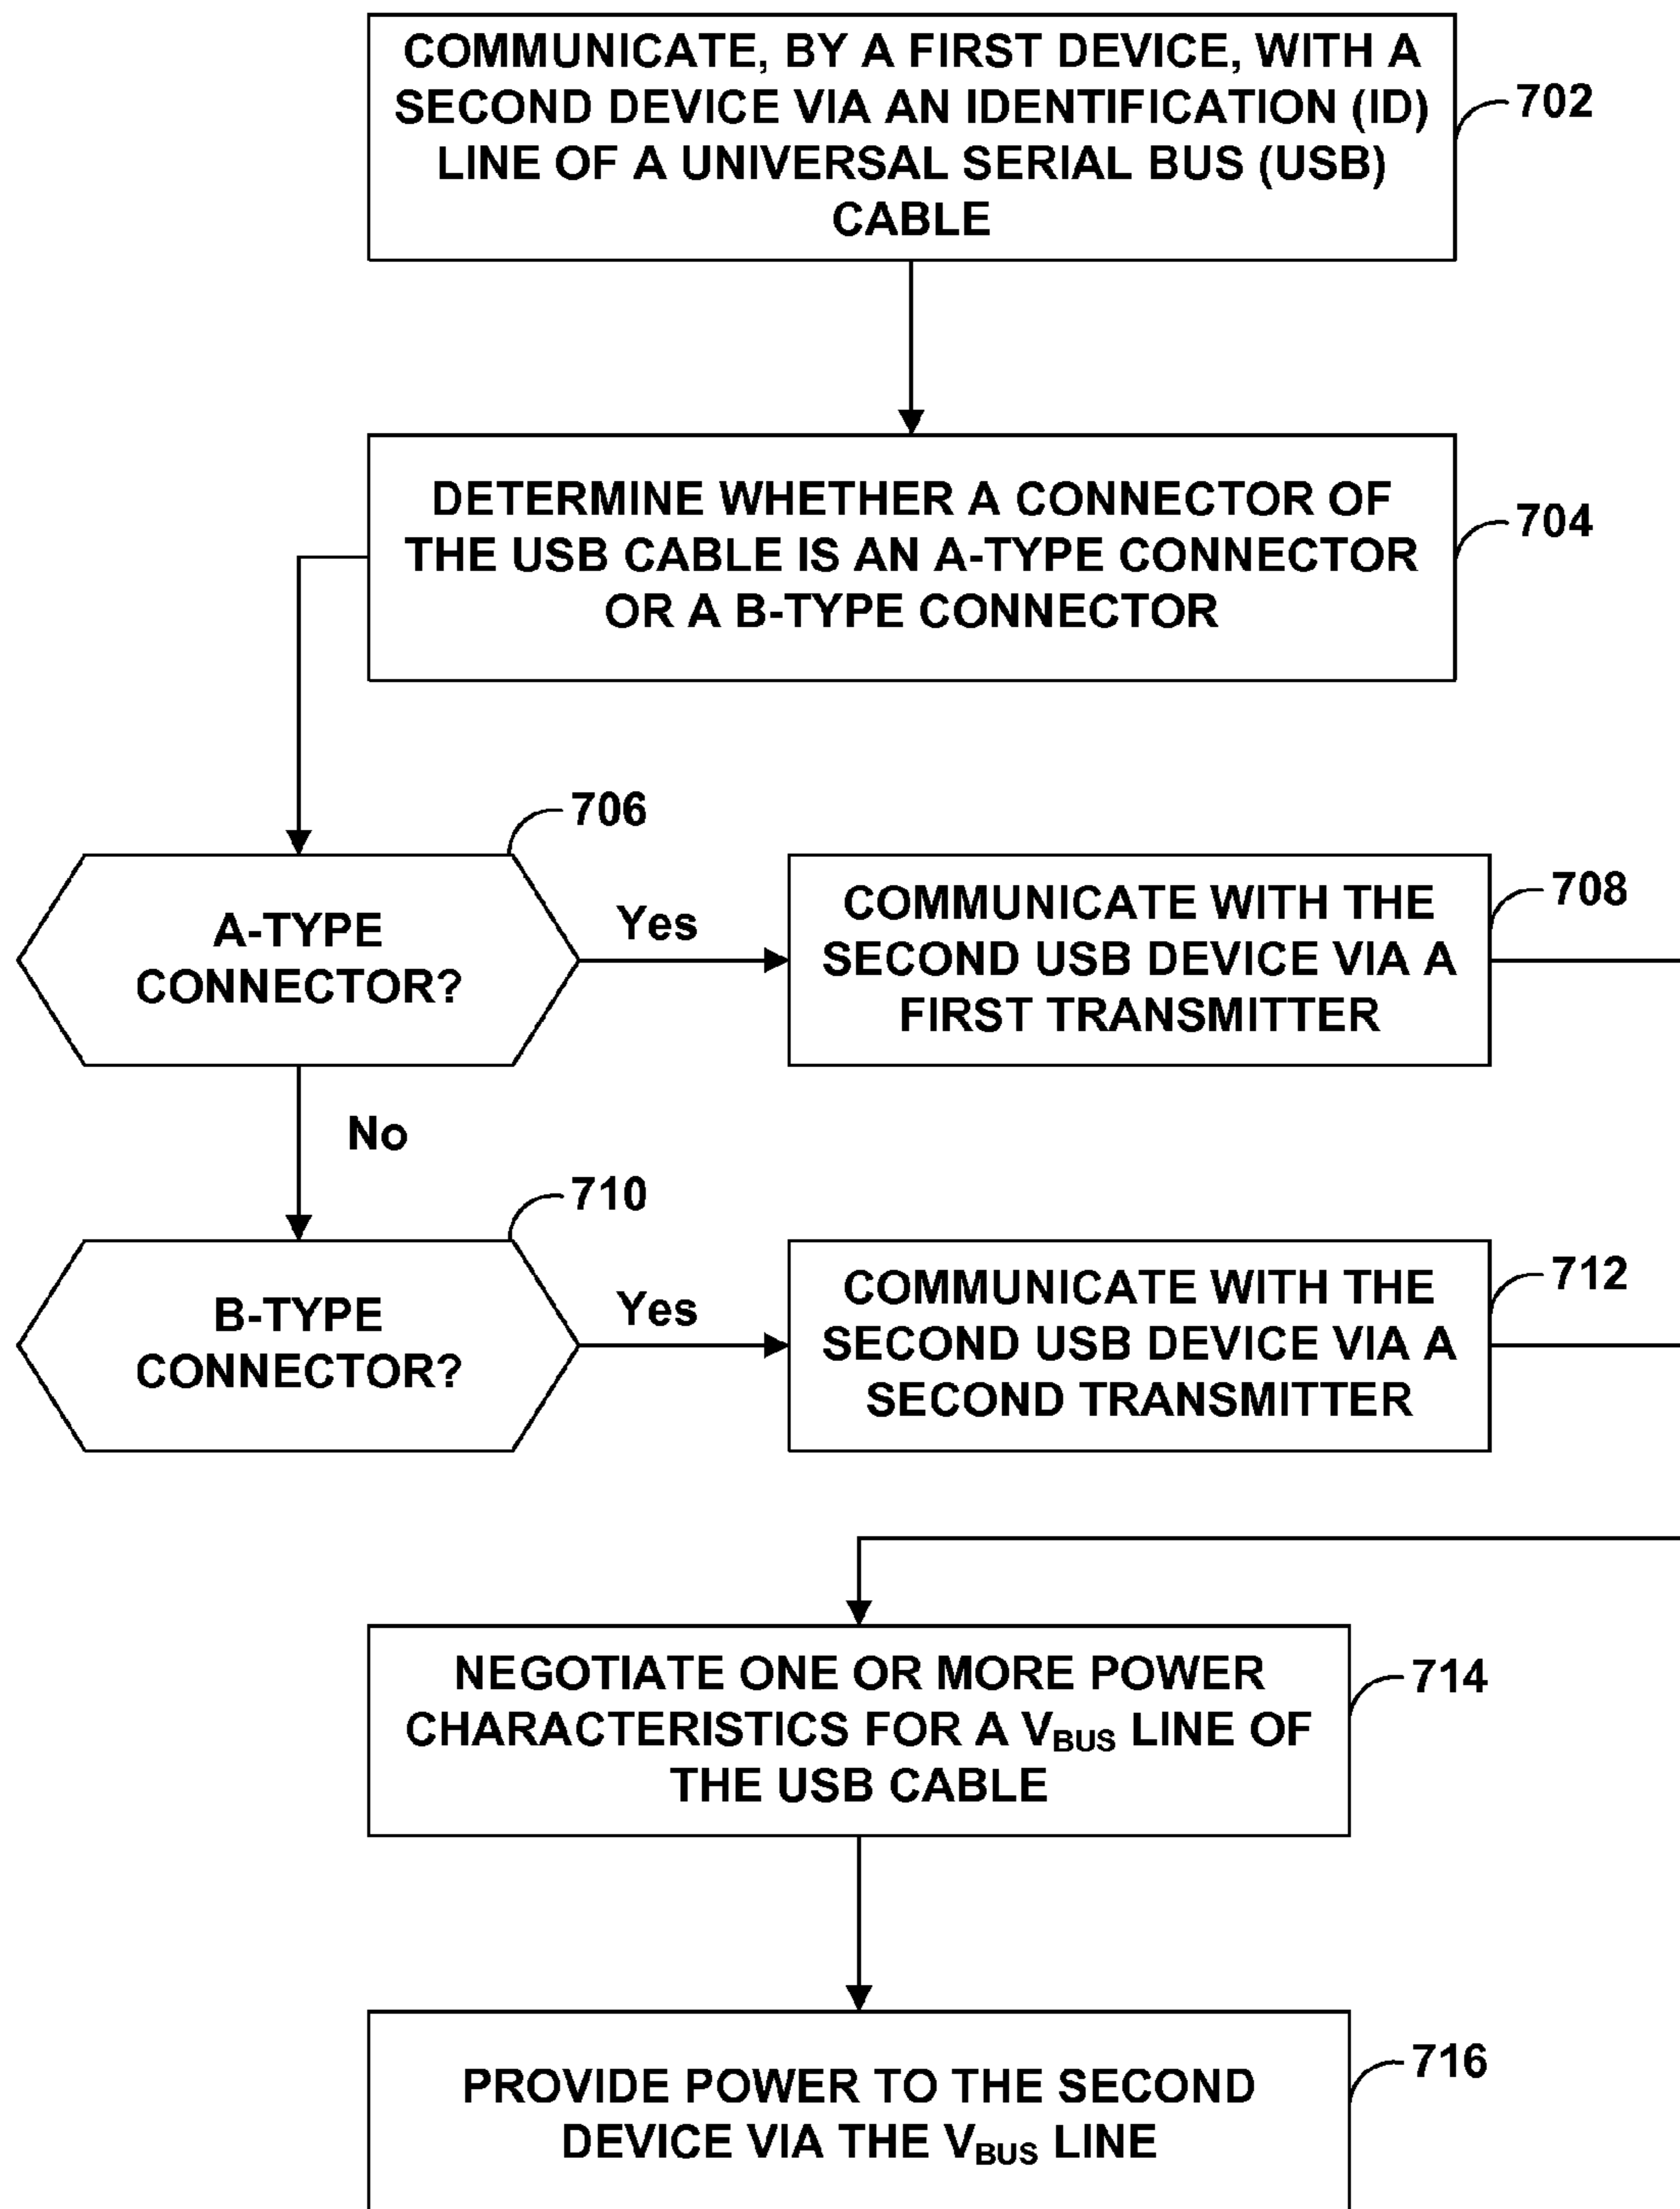 COMMUNICATE, BY A FIRST DEVICE, WITH A
SECOND DEVICE VIA AN IDENTIFICATION (ID)
LINE OF A UNIVERSAL SERIAL BUS (USB)
CABLE
702
DETERMINE WHETHER A CONNECTOR OF
THE USB CABLE IS AN A-TYPE CONNECTOR
OR A B-TYPE CONNECTOR
704
706
A-TYPE
CONNECTOR?
Yes
COMMUNICATE WITH THE
SECOND USB DEVICE VIA A
FIRST TRANSMITTER
708
No
710
B-TYPE
CONNECTOR?
Yes
COMMUNICATE WITH THE
SECOND USB DEVICE VIA A
SECOND TRANSMITTER
712
NEGOTIATE ONE OR MORE POWER
CHARACTERISTICS FOR A VBUS LINE OF
THE USB CABLE
714
PROVIDE POWER TO THE SECOND
DEVICE VIA THE VBUS LINE
716